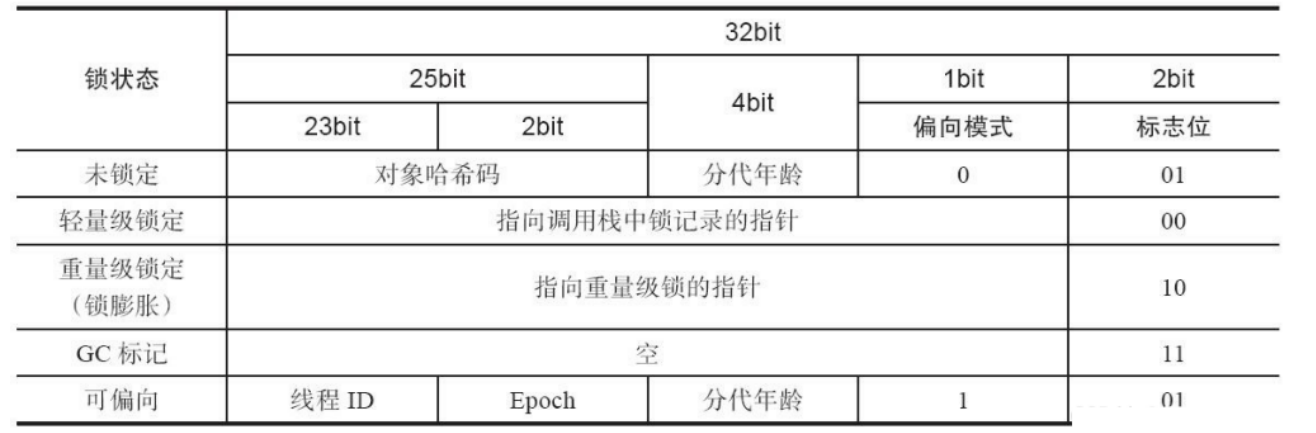 32bit
锁状态 25bit 4bit 1bit 2bit
23bit 2bit 偏向模式 标志位
未锁定 对象哈希码 分代年龄 0 01
轻量级锁定 指向调用栈中锁记录的指针 00
重量级锁定
（锁膨胀） 指向重量级锁的指针 10
GC 标记 空 11
可偏向 线程 ID Epoch 分代年龄 1 01